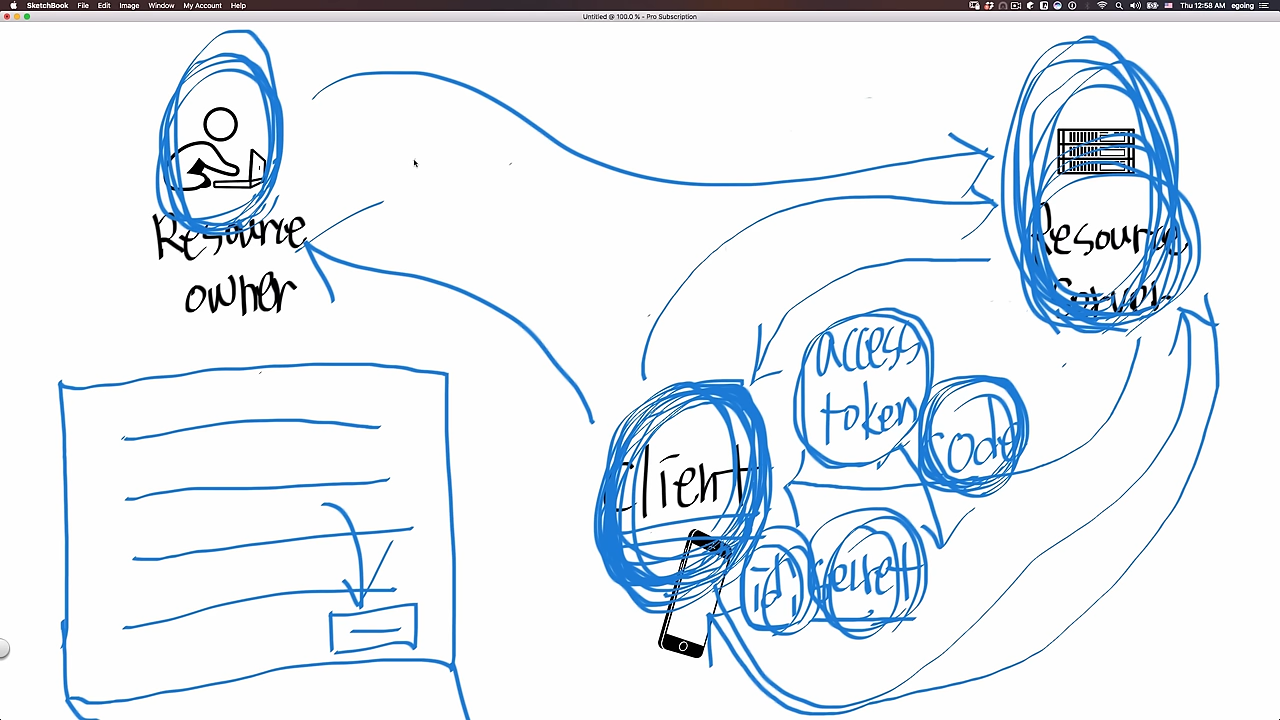 SketchBook File Edit Image Window My Account Help
Thu 12:58 AM egoing
Untitled @ 100.0 % - Pro Subscription
Resource
owner
Resource
Server
access
token
code
Client
id, secret